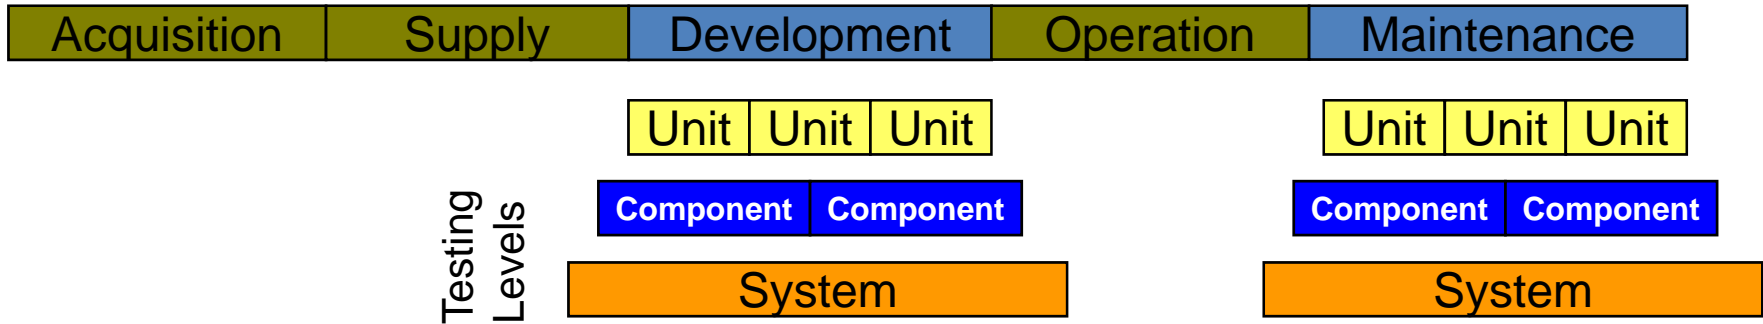 Acquisition Supply Development Operation Maintenance
Unit Unit Unit Unit Unit Unit
Component Component Component Component
System System
Testing
Levels